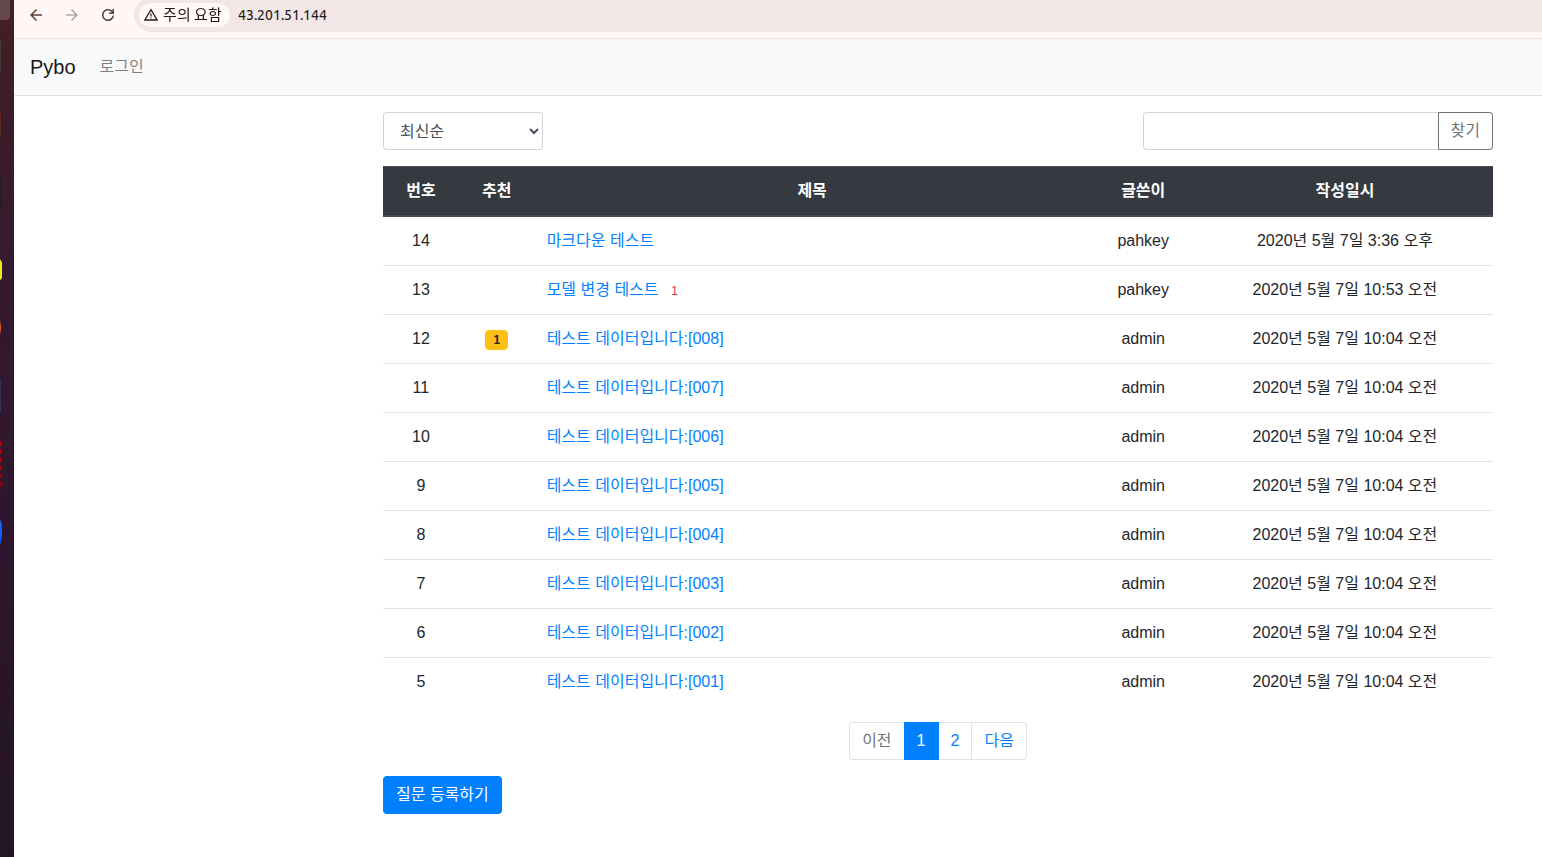 주의 요함 43.201.51.144
Pybo 로그인
최신순 찾기
번호 추천 제목 글쓴이 작성일시
14 마크다운 테스트 pahkey 2020년 5월 7일 3:36 오후
13 모델 변경 테스트 1 pahkey 2020년 5월 7일 10:53 오전
12 1 테스트 데이터입니다:[008] admin 2020년 5월 7일 10:04 오전
11 테스트 데이터입니다:[007] admin 2020년 5월 7일 10:04 오전
10 테스트 데이터입니다:[006] admin 2020년 5월 7일 10:04 오전
9 테스트 데이터입니다:[005] admin 2020년 5월 7일 10:04 오전
8 테스트 데이터입니다:[004] admin 2020년 5월 7일 10:04 오전
7 테스트 데이터입니다:[003] admin 2020년 5월 7일 10:04 오전
6 테스트 데이터입니다:[002] admin 2020년 5월 7일 10:04 오전
5 테스트 데이터입니다:[001] admin 2020년 5월 7일 10:04 오전
이전 1 2 다음
질문 등록하기